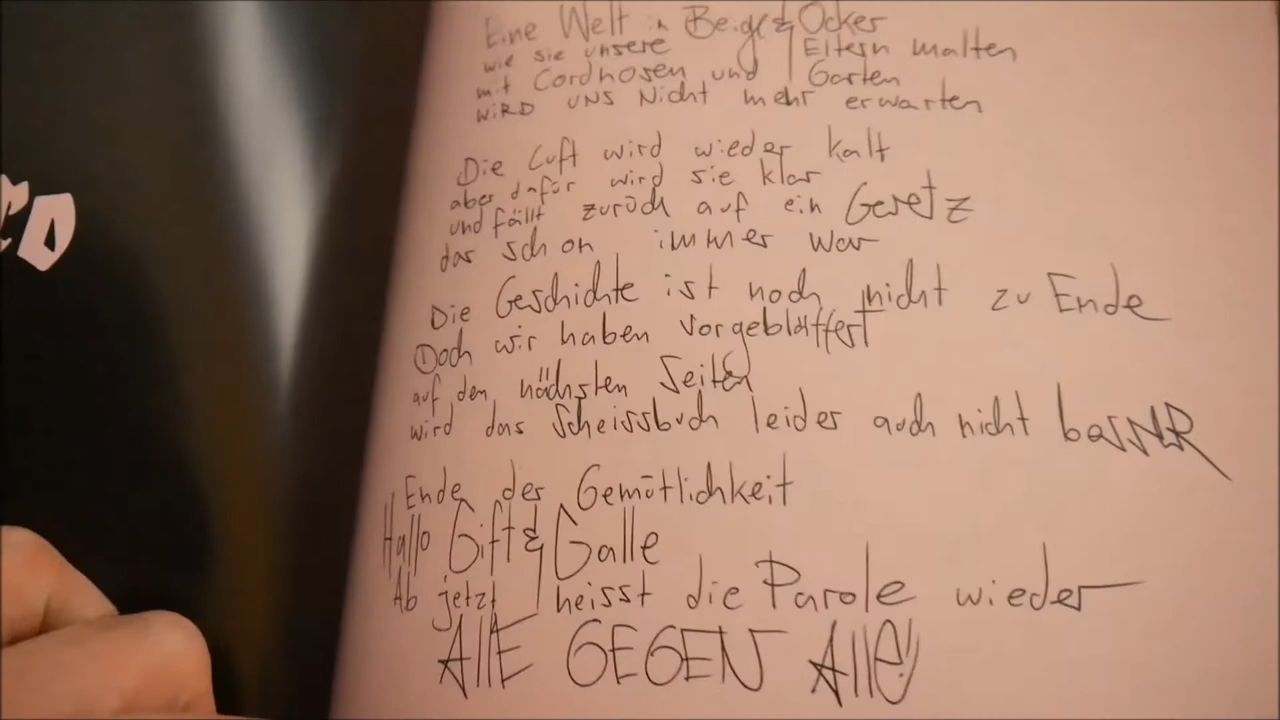 Eine Welt in Beige & Ocker
wie sie unsere Eltern malten
mit Cordhosen und Garten
WiRD UNS Nicht mehr erwarten
Die Luft wird wieder kalt
aber dafür wird sie klar
und fällt zurück auf ein Gesetz
das schon immer war
Die Geschichte ist noch nicht zu Ende
Doch wir haben vorgeblättert
auf den nächsten Seiten
wird das Scheissbuch leider auch nicht bessNR
Ende der Gemütlichkeit
Hallo Gift & Galle
Ab jetzt heisst die Parole wieder
AllE GEGEN Alle!